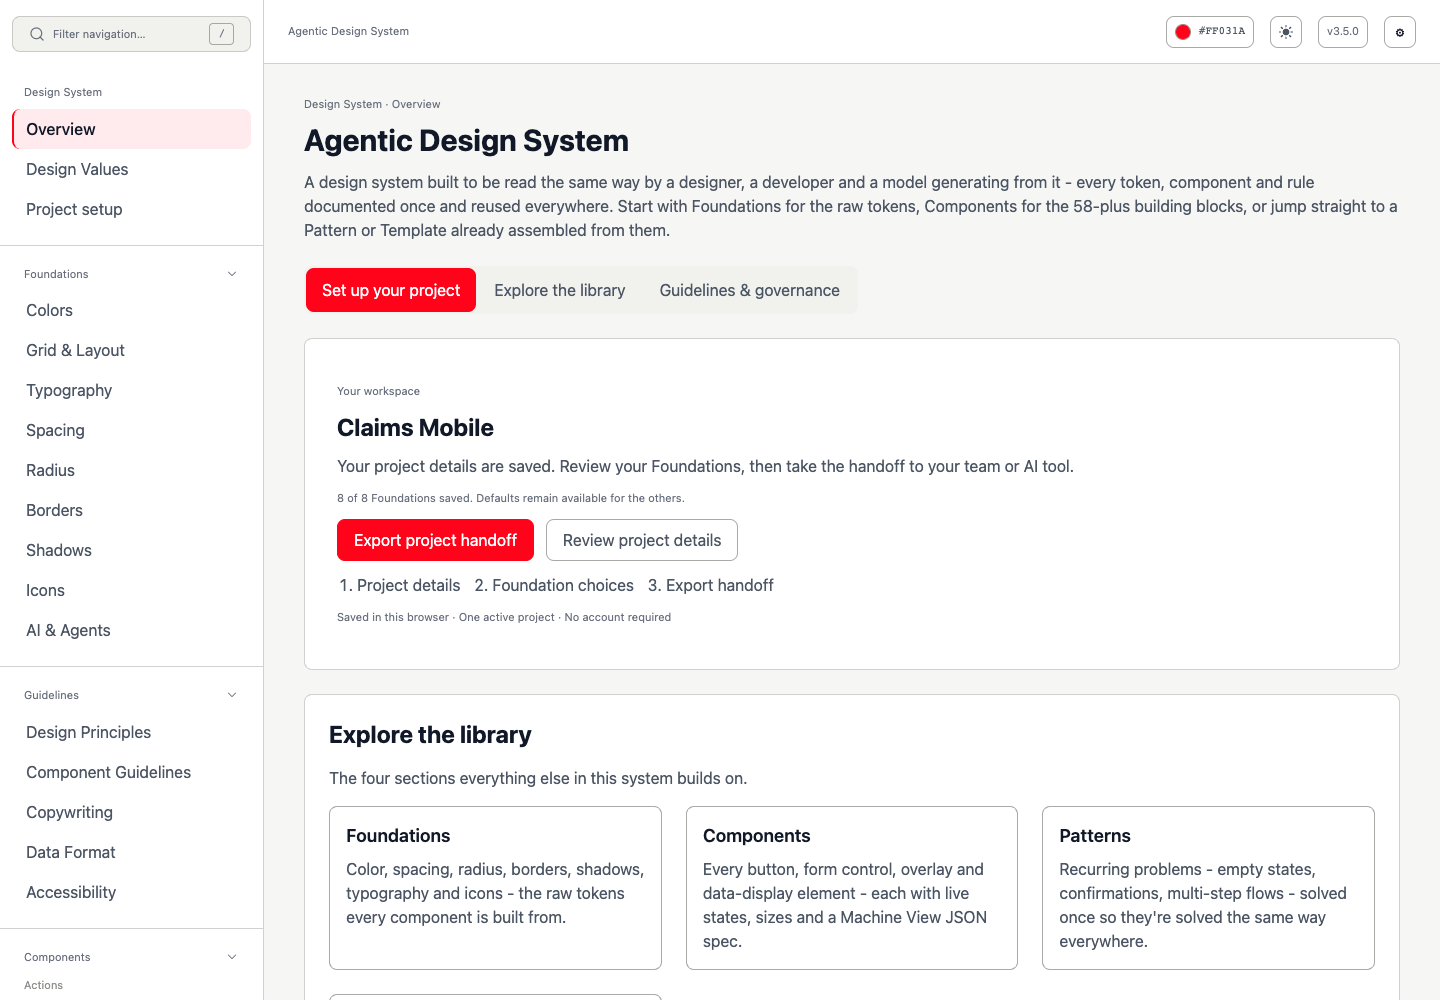 Filter navigation...
/
Design System
Overview
Design Values
Project setup
Foundations
Colors
Grid & Layout
Typography
Spacing
Radius
Borders
Shadows
Icons
AI & Agents
Guidelines
Design Principles
Component Guidelines
Copywriting
Data Format
Accessibility
Components
Actions
Agentic Design System
#FF031A
v3.5.0
Design System · Overview
Agentic Design System
A design system built to be read the same way by a designer, a developer and a model generating from it - every token, component and rule
documented once and reused everywhere. Start with Foundations for the raw tokens, Components for the 58-plus building blocks, or jump straight to a
Pattern or Template already assembled from them.
Set up your project
Explore the library
Guidelines & governance
Your workspace
Claims Mobile
Your project details are saved. Review your Foundations, then take the handoff to your team or AI tool.
8 of 8 Foundations saved. Defaults remain available for the others.
Export project handoff
Review project details
1. Project details 2. Foundation choices 3. Export handoff
Saved in this browser · One active project · No account required
Explore the library
The four sections everything else in this system builds on.
Foundations
Color, spacing, radius, borders, shadows,
typography and icons - the raw tokens
every component is built from.
Components
Every button, form control, overlay and
data-display element - each with live
states, sizes and a Machine View JSON
spec.
Patterns
Recurring problems - empty states,
confirmations, multi-step flows - solved
once so they're solved the same way
everywhere.